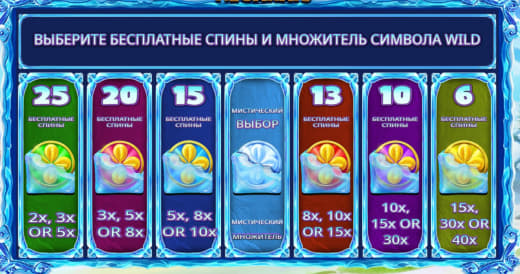 ВЫБЕРИТЕ БЕСПЛАТНЫЕ СПИНЫ И МНОЖИТЕЛЬ СИМВОЛА WILD
25
БЕСПЛАТНЫЕ
СПИНЫ
2x, 3x
OR 5x
20
БЕСПЛАТНЫЕ
СПИНЫ
3x, 5x
OR 8x
15
БЕСПЛАТНЫЕ
СПИНЫ
5x, 8x
OR 10x
МИСТИЧЕСКИЙ
ВЫБОР
МИСТИЧЕСКИЙ
МНОЖИТЕЛЬ
13
БЕСПЛАТНЫЕ
СПИНЫ
8x, 10x
OR 15x
10
БЕСПЛАТНЫЕ
СПИНЫ
10x,
15x OR
30x
6
БЕСПЛАТНЫЕ
СПИНЫ
15x,
30x OR
40x